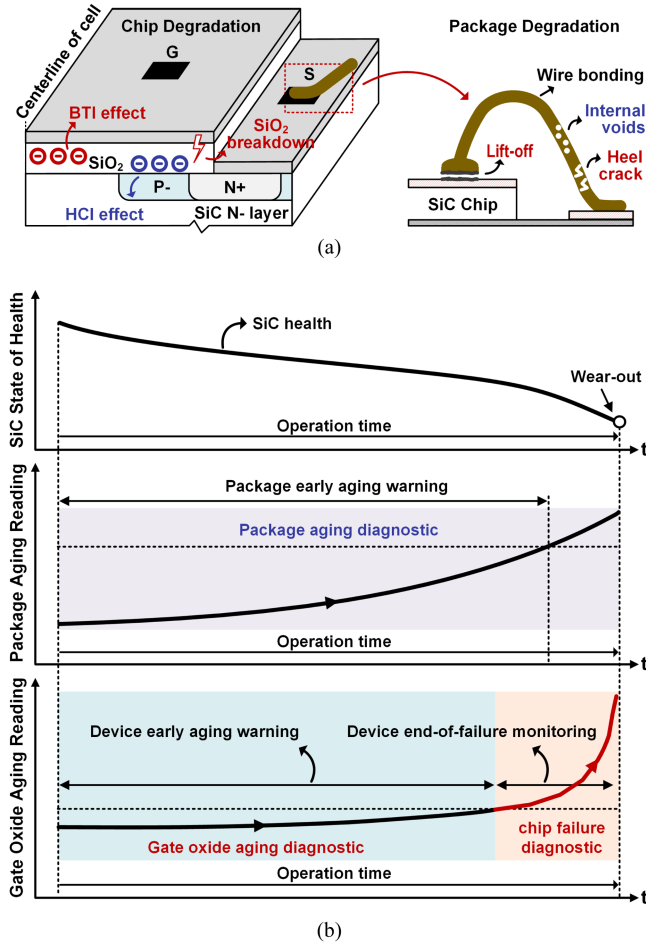 Centerline of cell
Chip Degradation
G
S
BTI effect
SiO2
SiO2
breakdown
P-
N+
HCI effect
SiC N- layer
Package Degradation
Wire bonding
Internal
voids
Lift-off
Heel
crack
SiC Chip
(a)
SiC State of Health
SiC health
Wear-out
Operation time
t
Package Aging Reading
Package early aging warning
Package aging diagnostic
Operation time
t
Gate Oxide Aging Reading
Device early aging warning
Device end-of-failure monitoring
Gate oxide aging diagnostic
chip failure
diagnostic
Operation time
t
(b)